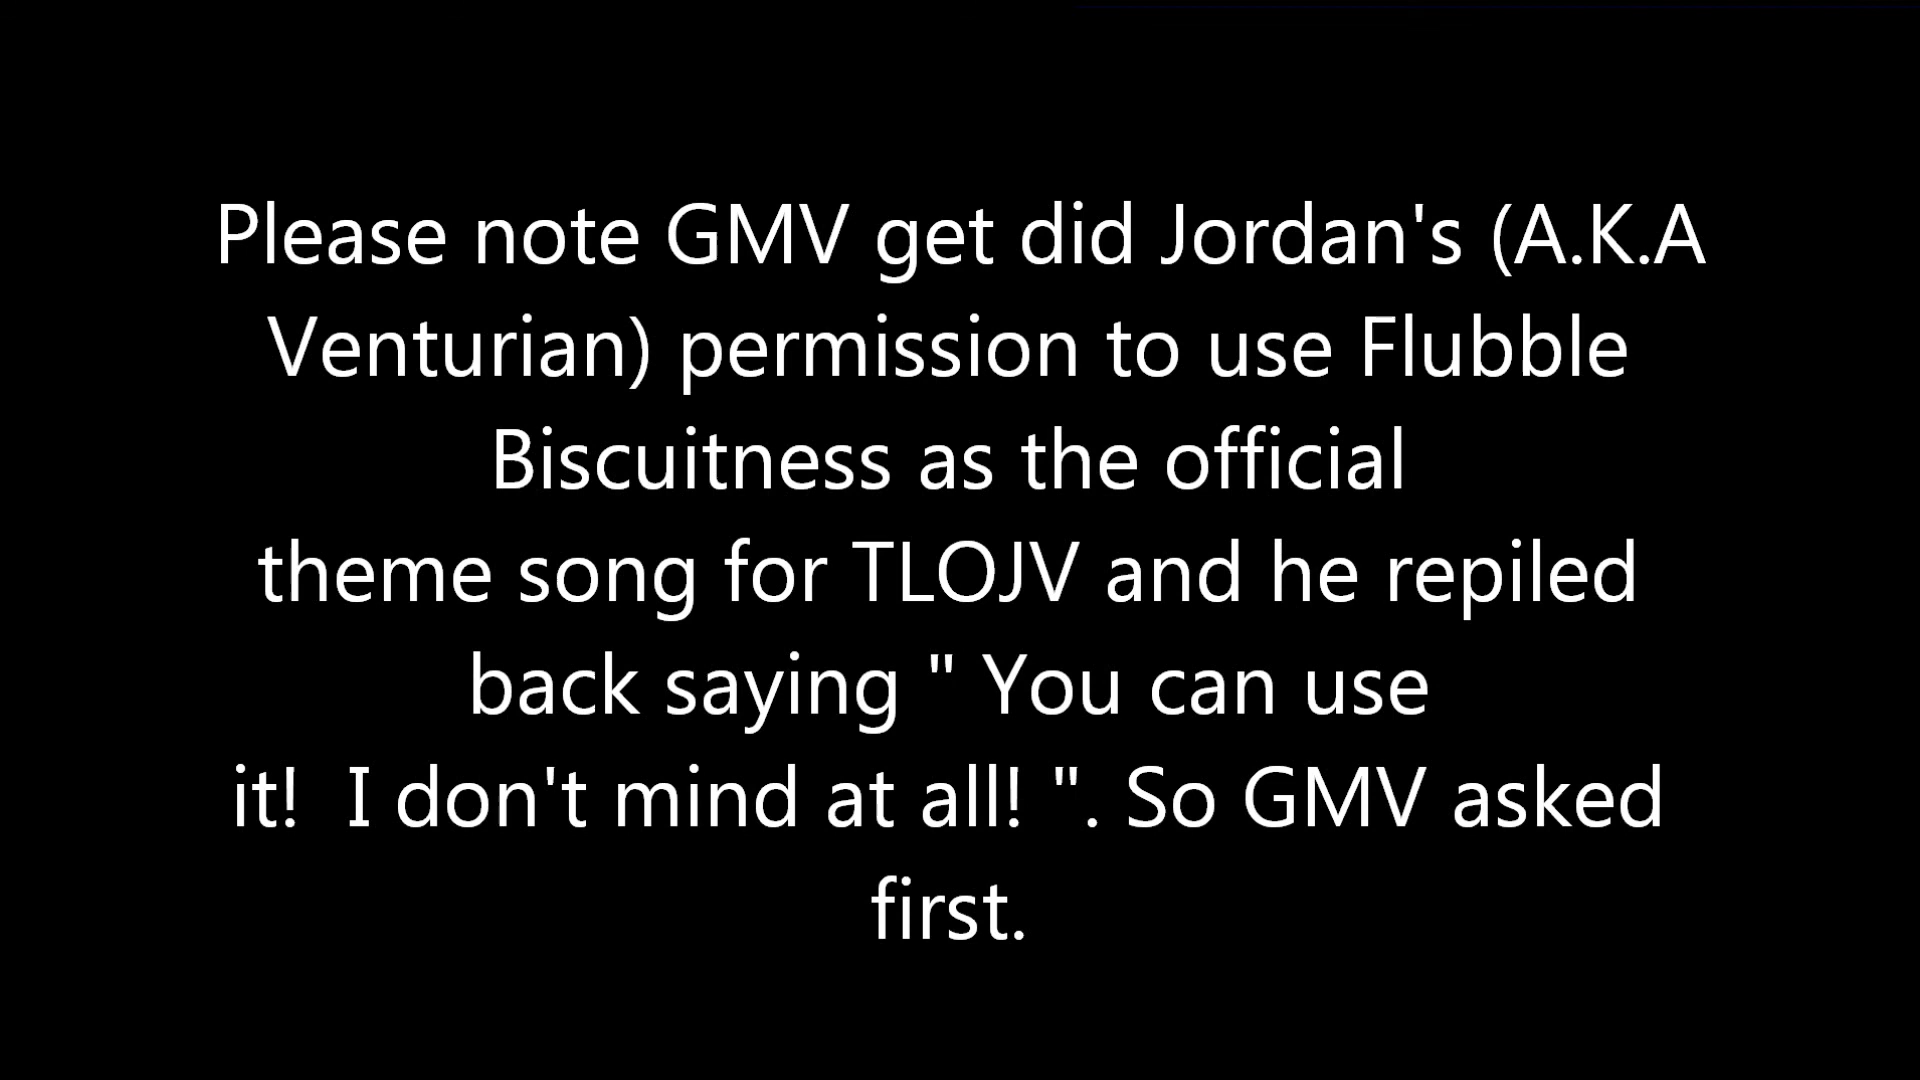 Please note GMV get did Jordan's (A.K.A
Venturian) permission to use Flubble
Biscuitness as the official
theme song for TLOJV and he repiled
back saying " You can use
it!  I don't mind at all! ". So GMV asked
first.